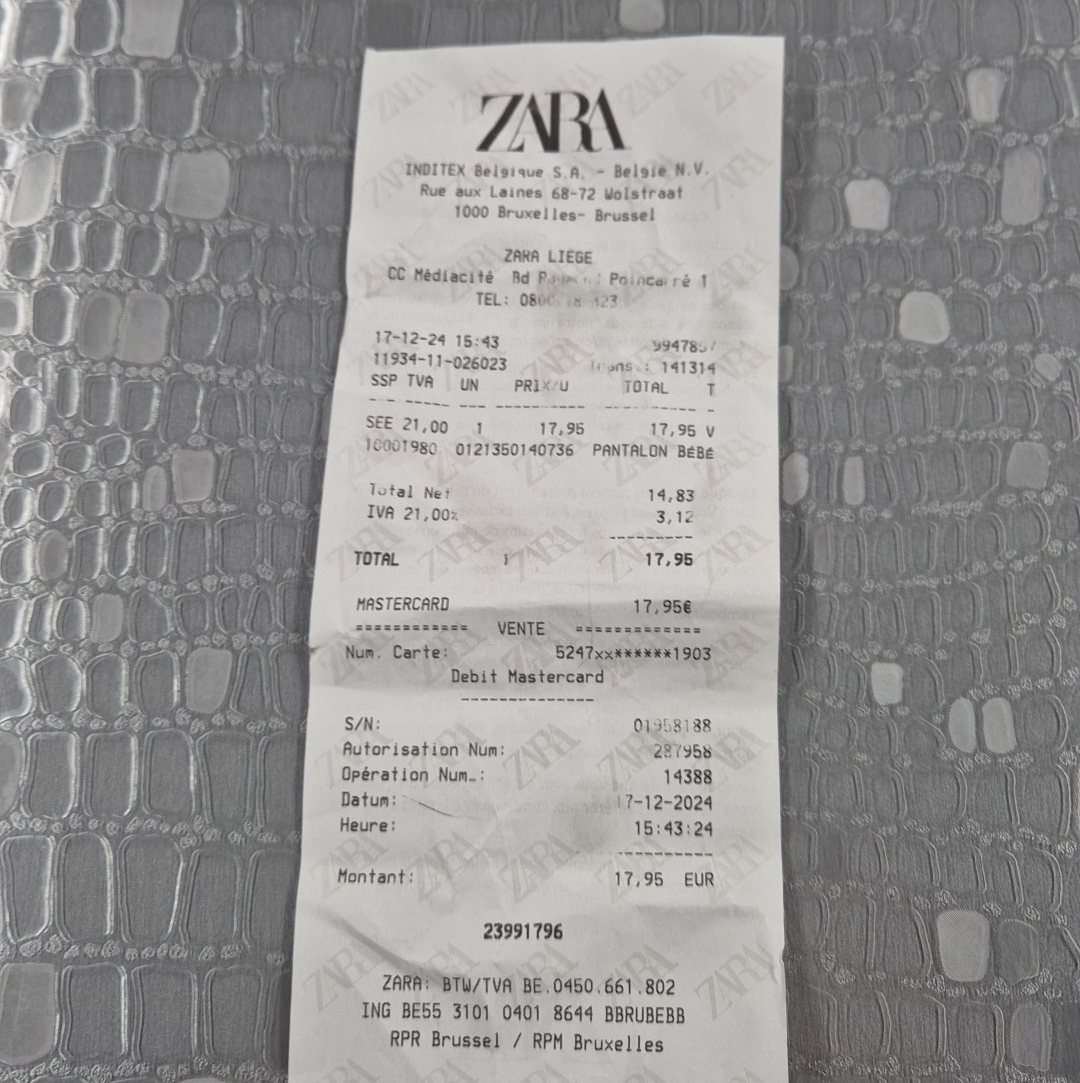 ZARA
INDITEX Belgique S.A. - Belgie N.V.
Rue aux Laines 68-72 Wolstraat
1000 Bruxelles- Brussel
ZARA LIEGE
CC Médiacité Bd Poincarré 1
TEL:
17-12-24 15:43
11934-11-026023 141314
SSP TVA UN PRIX/U TOTAL T
--- ----- --- ---------- ---------- -
SEE 21,00 1 17,95 17,95 V
10001980 0121350140736 PANTALON BÉBÉ
Total Net 14,83
IVA 21,00% 3,12
---------
TOTAL 1 17,95
MASTERCARD 17,95€
============ VENTE =============
Num. Carte: 5247xx******1903
Debit Mastercard
--------------
S/N: 01958188
Autorisation Num: 287958
Opération Num.: 14388
Datum: 17-12-2024
Heure: 15:43:24
----------
Montant: 17,95 EUR
23991796
ZARA: BTW/TVA BE.0450.661.802
ING BE55 3101 0401 8644 BBRUBEBB
RPR Brussel / RPM Bruxelles